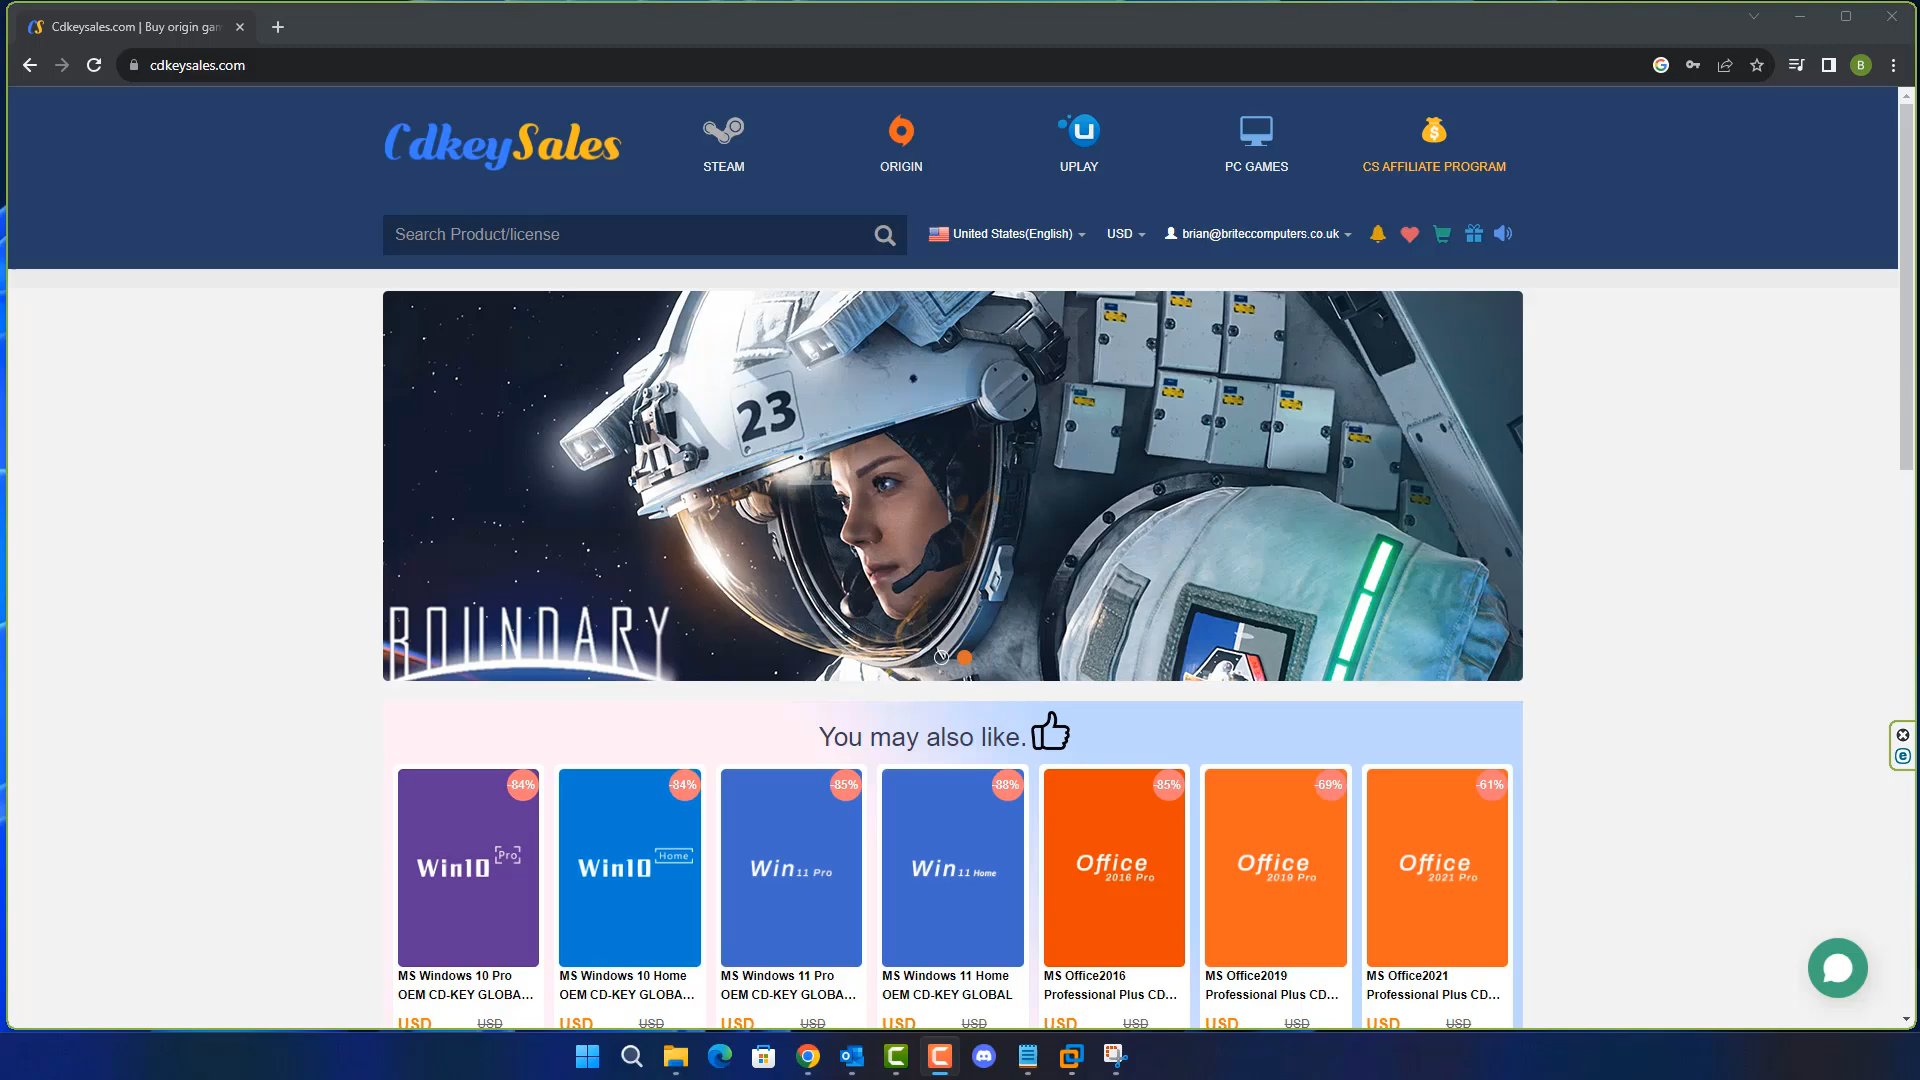 Cdkeysales.com | Buy origin gam
cdkeysales.com
B
CdkeySales
STEAM
ORIGIN
UPLAY
PC GAMES
CS AFFILIATE PROGRAM
Search Product/license
United States(English)
USD
brian@briteccomputers.co.uk
23
BOUNDARY
You may also like.
-84%
-84%
-85%
-88%
-85%
-69%
-61%
Win10 Pro
Win10 Home
Win 11 Pro
Win 11 Home
Office
2016 Pro
Office
2019 Pro
Office
2021 Pro
MS Windows 10 Pro
OEM CD-KEY GLOBA...
MS Windows 10 Home
OEM CD-KEY GLOBA...
MS Windows 11 Pro
OEM CD-KEY GLOBA...
MS Windows 11 Home
OEM CD-KEY GLOBAL
MS Office2016
Professional Plus CD...
MS Office2019
Professional Plus CD...
MS Office2021
Professional Plus CD...
USD USD
USD USD
USD USD
USD USD
USD USD
USD USD
USD USD